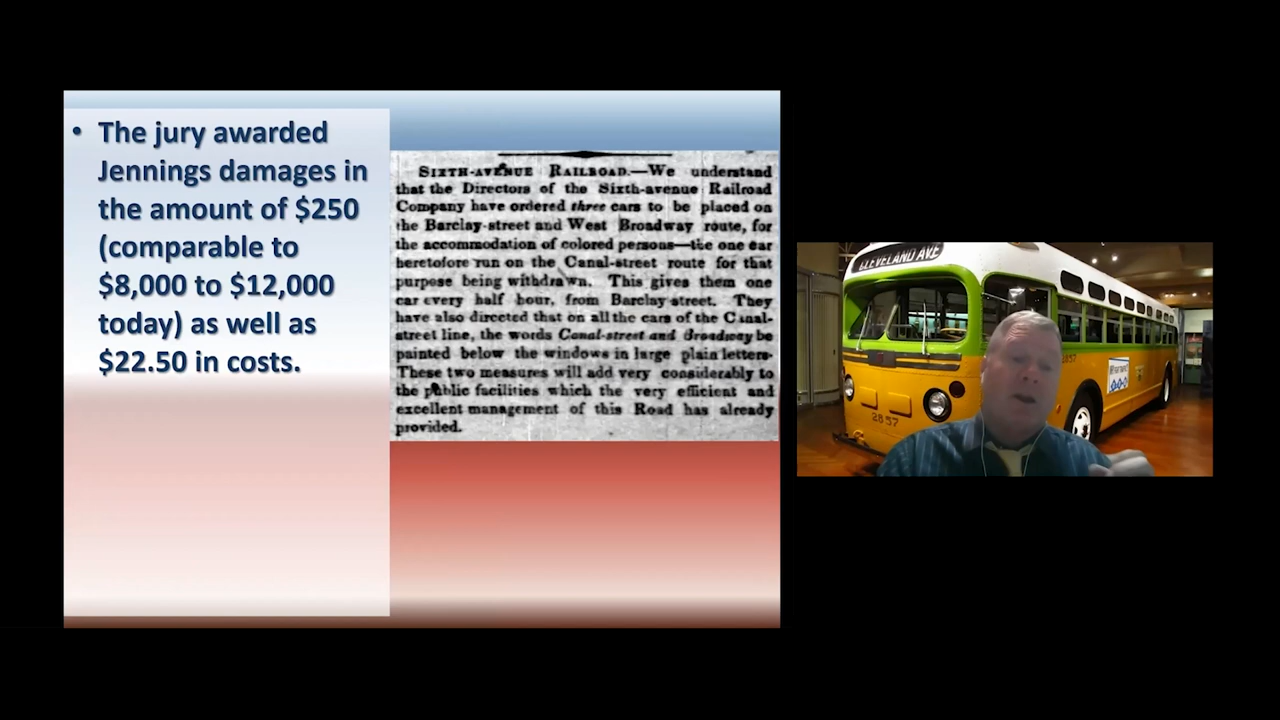 • The jury awarded
Jennings damages in
the amount of $250
(comparable to
$8,000 to $12,000
today) as well as
$22.50 in costs.
SIXTH-AVENUE RAILROAD.—We understand
that the Directors of the Sixth-avenue Railroad
Company have ordered three cars to be placed on
the Barclay-street and West Broadway route, for
the accommodation of colored persons—the one car
heretofore run on the Canal-street route for that
purpose being withdrawn. This gives them one
car every half hour, from Barclay-street. They
have also directed that on all the cars of the Canal-
street line, the words Canal-street and Broadway be
painted below the windows in large plain letters.
These two measures will add very considerably to
the public facilities which the very efficient and
excellent management of this Road has already
provided.
CLEVELAND AVE
2857
2857